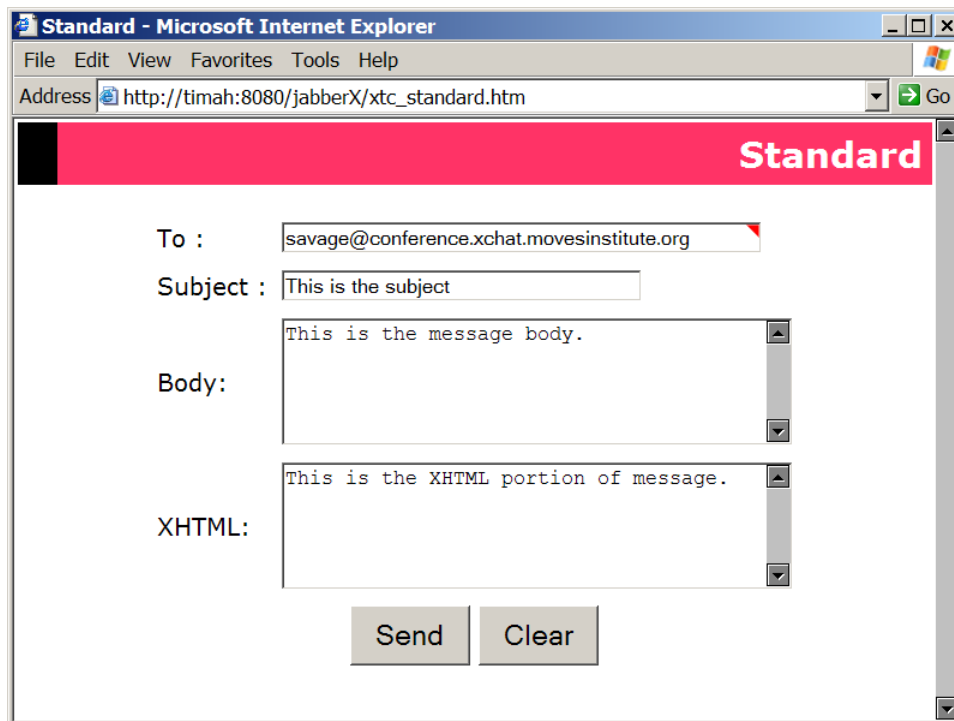 Standard - Microsoft Internet Explorer
File Edit View Favorites Tools Help
Address http://timah:8080/jabberX/xtc_standard.htm Go
Standard
To : savage@conference.xchat.movesinstitute.org
Subject : This is the subject
This is the message body.
Body:
This is the XHTML portion of message.
XHTML:
Send Clear